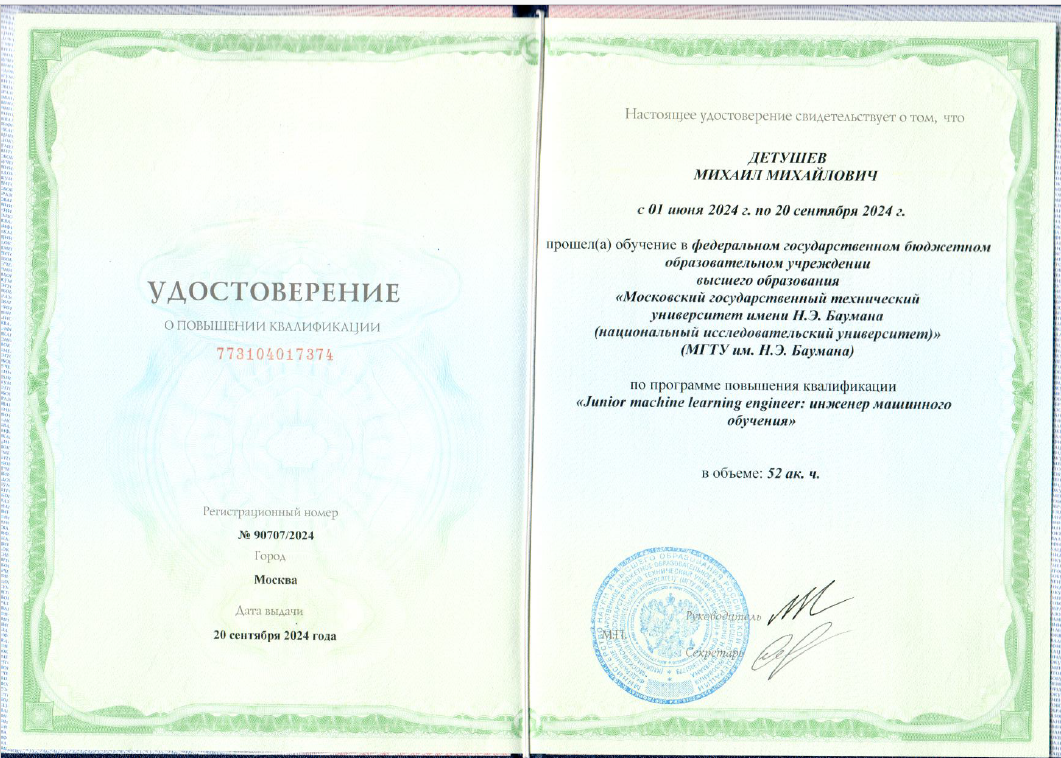 УДОСТОВЕРЕНИЕ
О ПОВЫШЕНИИ КВАЛИФИКАЦИИ
773104017374
Регистрационный номер
№ 90707/2024
Город
Москва
Дата выдачи
20 сентября 2024 года
Настоящее удостоверение свидетельствует о том, что
ДЕТУШЕВ
МИХАИЛ МИХАЙЛОВИЧ
с 01 июня 2024 г. по 20 сентября 2024 г.
прошел(а) обучение в федеральном государственном бюджетном
образовательном учреждении
высшего образования
«Московский государственный технический
университет имени Н.Э. Баумана
(национальный исследовательский университет)»
(МГТУ им. Н.Э. Баумана)
по программе повышения квалификации
«Junior machine learning engineer: инженер машинного
обучения»
в объеме: 52 ак. ч.
Руководитель
М.П.
Секретарь